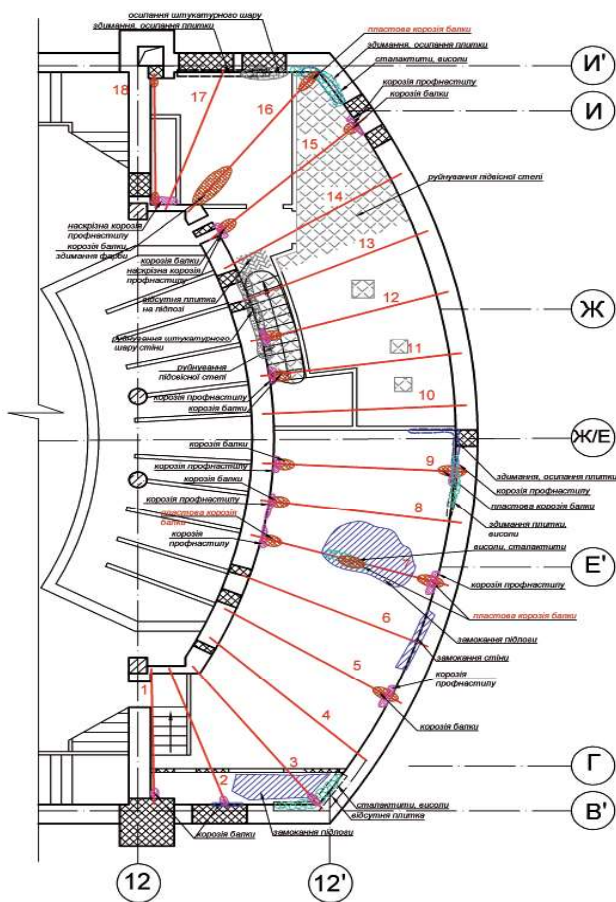 осипання штукатурного шару
здимання, осипання плитки
пластова корозія балки
здимання, осипання плитки
сталактити, висоли
корозія профнастилу
корозія балки
И'
И
18
17
16
15
14
руйнування підвісної стелі
13
наскрізна корозія
профнастилу
корозія балки,
здимання фарби
корозія балки
наскрізна корозія
профнастилу
відсутня плитка
на підлозі
12
Ж
руйнування штукатурного
шару стіни
руйнування
підвісної стелі
11
корозія профнастилу
корозія балки
10
Ж/Е
корозія балки
корозія профнастилу
корозія балки
корозія профнастилу
пластова корозія
балки
корозія
профнастилу
9
здимання, осипання плитки
корозія профнастилу
пластова корозія балки
8
здимання плитки,
висоли
висоли, сталактити
7
Е'
корозія профнастилу
пластова корозія балки
6
замокання підлоги
замокання стіни
5
корозія
профнастилу
корозія балки
1
4
3
2
Г
сталактити, висоли
відсутня плитка
В'
корозія балки
замокання підлоги
12
12'